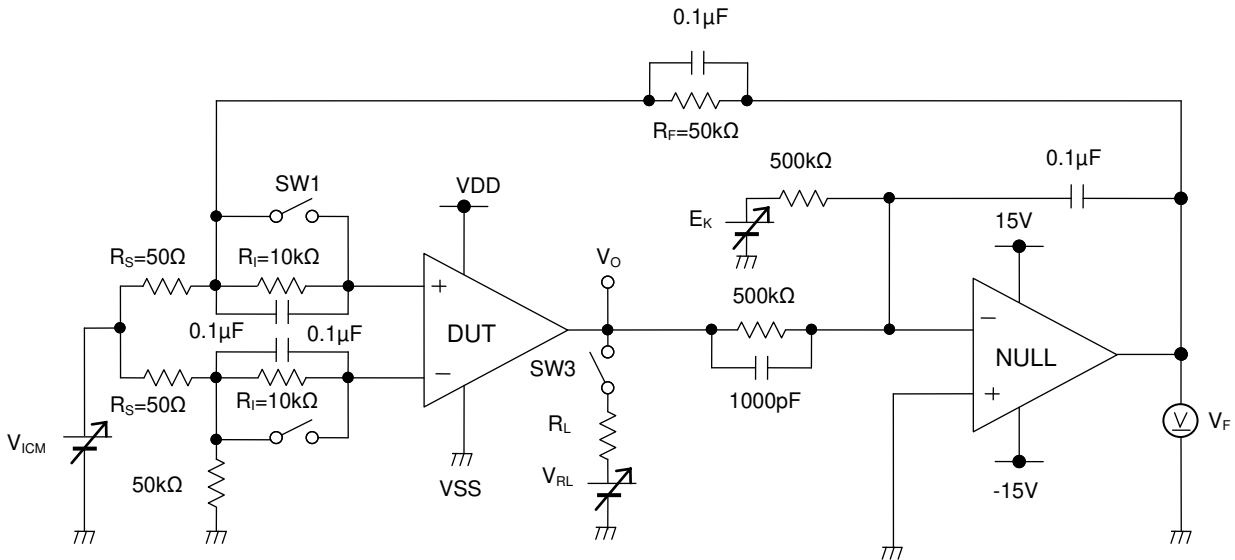 0.1µF
RF=50kΩ
500kΩ
0.1µF
SW1
VDD
EK
15V
RS=50Ω
RI=10kΩ
VO
500kΩ
+
0.1µF
0.1µF
DUT
−
NULL
−
SW3
RS=50Ω
RI=10kΩ
1000pF
+
VF
V
VICM
RL
50kΩ
VSS
VRL
-15V